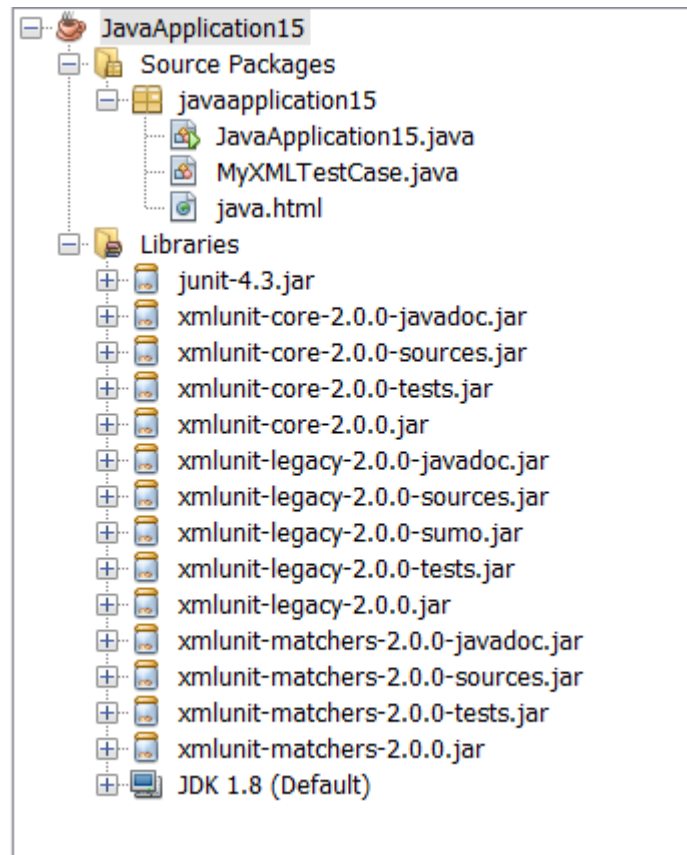 JavaApplication15
Source Packages
javaapplication15
JavaApplication15.java
MyXMLTestCase.java
java.html
Libraries
junit-4.3.jar
xmlunit-core-2.0.0-javadoc.jar
xmlunit-core-2.0.0-sources.jar
xmlunit-core-2.0.0-tests.jar
xmlunit-core-2.0.0.jar
xmlunit-legacy-2.0.0-javadoc.jar
xmlunit-legacy-2.0.0-sources.jar
xmlunit-legacy-2.0.0-sumo.jar
xmlunit-legacy-2.0.0-tests.jar
xmlunit-legacy-2.0.0.jar
xmlunit-matchers-2.0.0-javadoc.jar
xmlunit-matchers-2.0.0-sources.jar
xmlunit-matchers-2.0.0-tests.jar
xmlunit-matchers-2.0.0.jar
JDK 1.8 (Default)